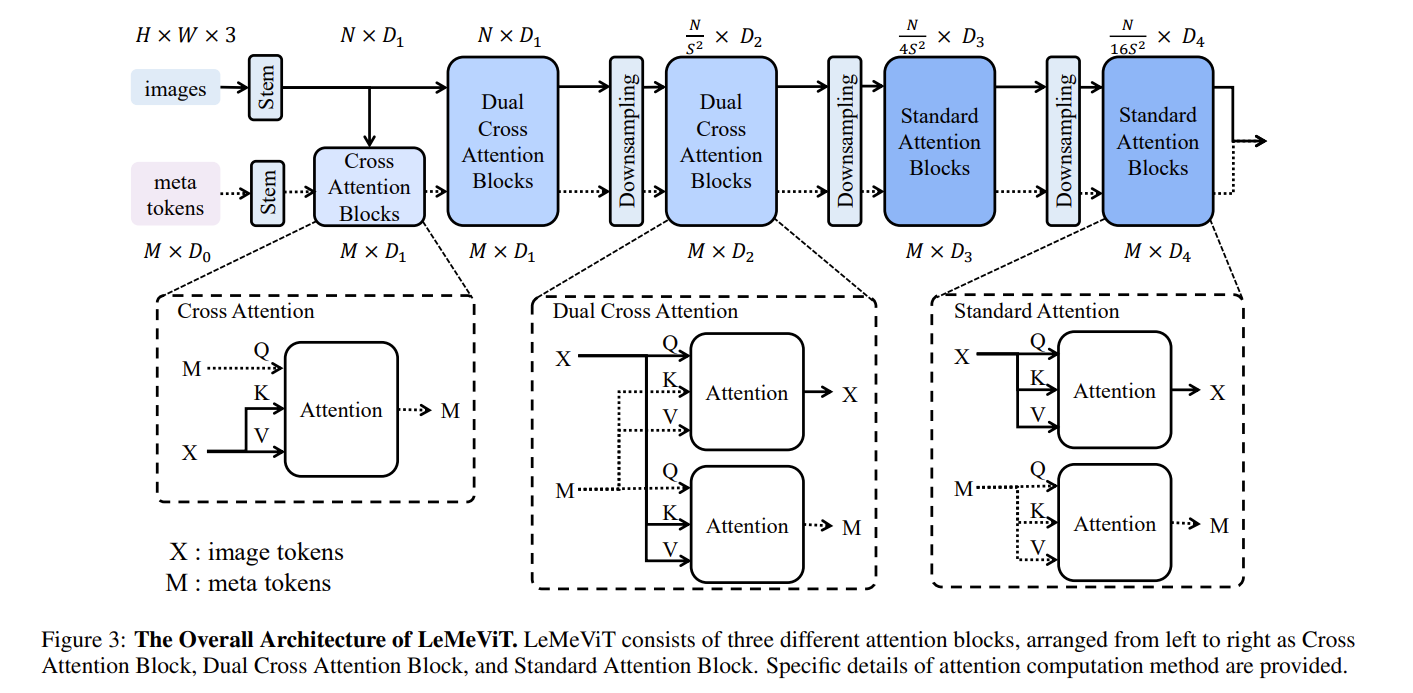 H × W × 3
N × D₁
N × D₁
N/S² × D₂
N/4S² × D₃
N/16S² × D₄
images
Stem
meta
tokens
Stem
Cross
Attention
Blocks
Dual
Cross
Attention
Blocks
Downsampling
Dual
Cross
Attention
Blocks
Downsampling
Standard
Attention
Blocks
Downsampling
Standard
Attention
Blocks
M × D₀
M × D₁
M × D₁
M × D₂
M × D₃
M × D₄
Cross Attention
M
Q
K
V
X
Attention
M
Dual Cross Attention
X
Q
K
V
Attention
X
M
Q
K
V
Attention
M
Standard Attention
X
Q
K
V
Attention
X
M
Q
K
V
Attention
M
X : image tokens
M : meta tokens
Figure 3: The Overall Architecture of LeMeViT. LeMeViT consists of three different attention blocks, arranged from left to right as Cross
Attention Block, Dual Cross Attention Block, and Standard Attention Block. Specific details of attention computation method are provided.